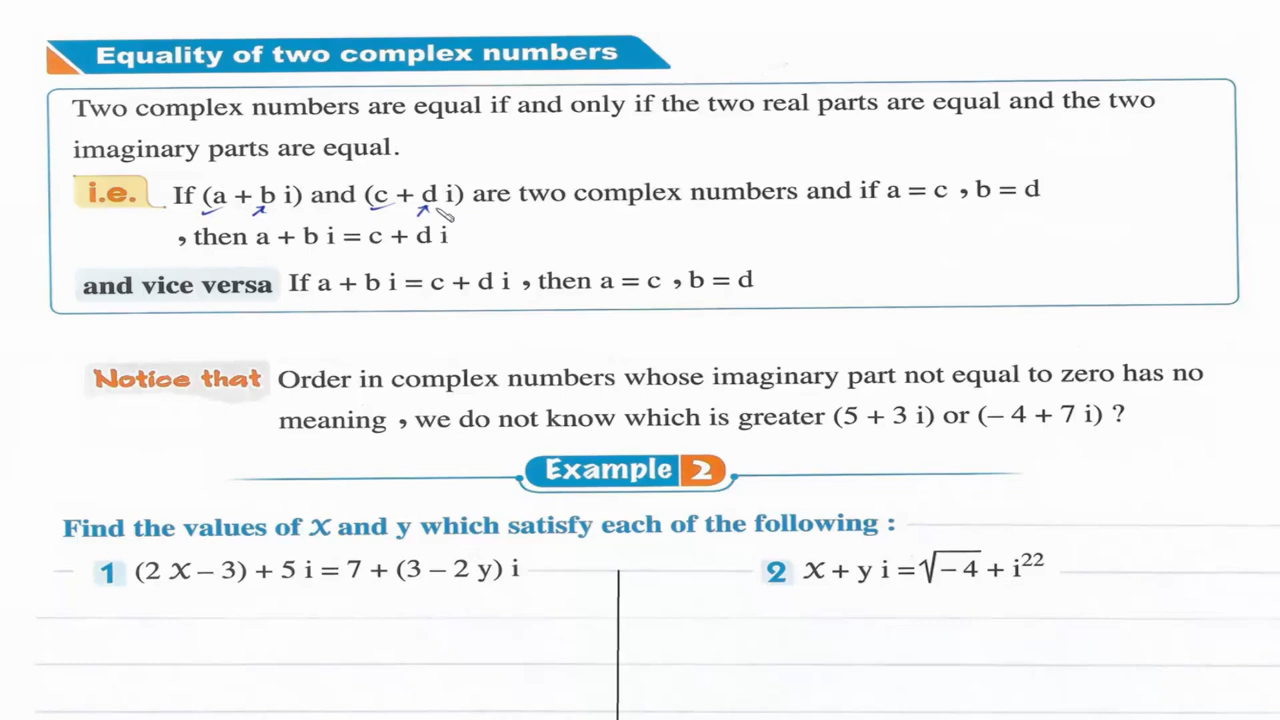 Equality of two complex numbers
Two complex numbers are equal if and only if the two real parts are equal and the two
imaginary parts are equal.
i.e. If (a + b i) and (c + d i) are two complex numbers and if a = c , b = d
, then a + b i = c + d i
and vice versa If a + b i = c + d i , then a = c , b = d
Notice that Order in complex numbers whose imaginary part not equal to zero has no
meaning , we do not know which is greater (5 + 3 i) or (– 4 + 7 i) ?
Example 2
Find the values of X and y which satisfy each of the following :
1 (2 X – 3) + 5 i = 7 + (3 – 2 y) i
2 X + y i = √– 4 + i²²